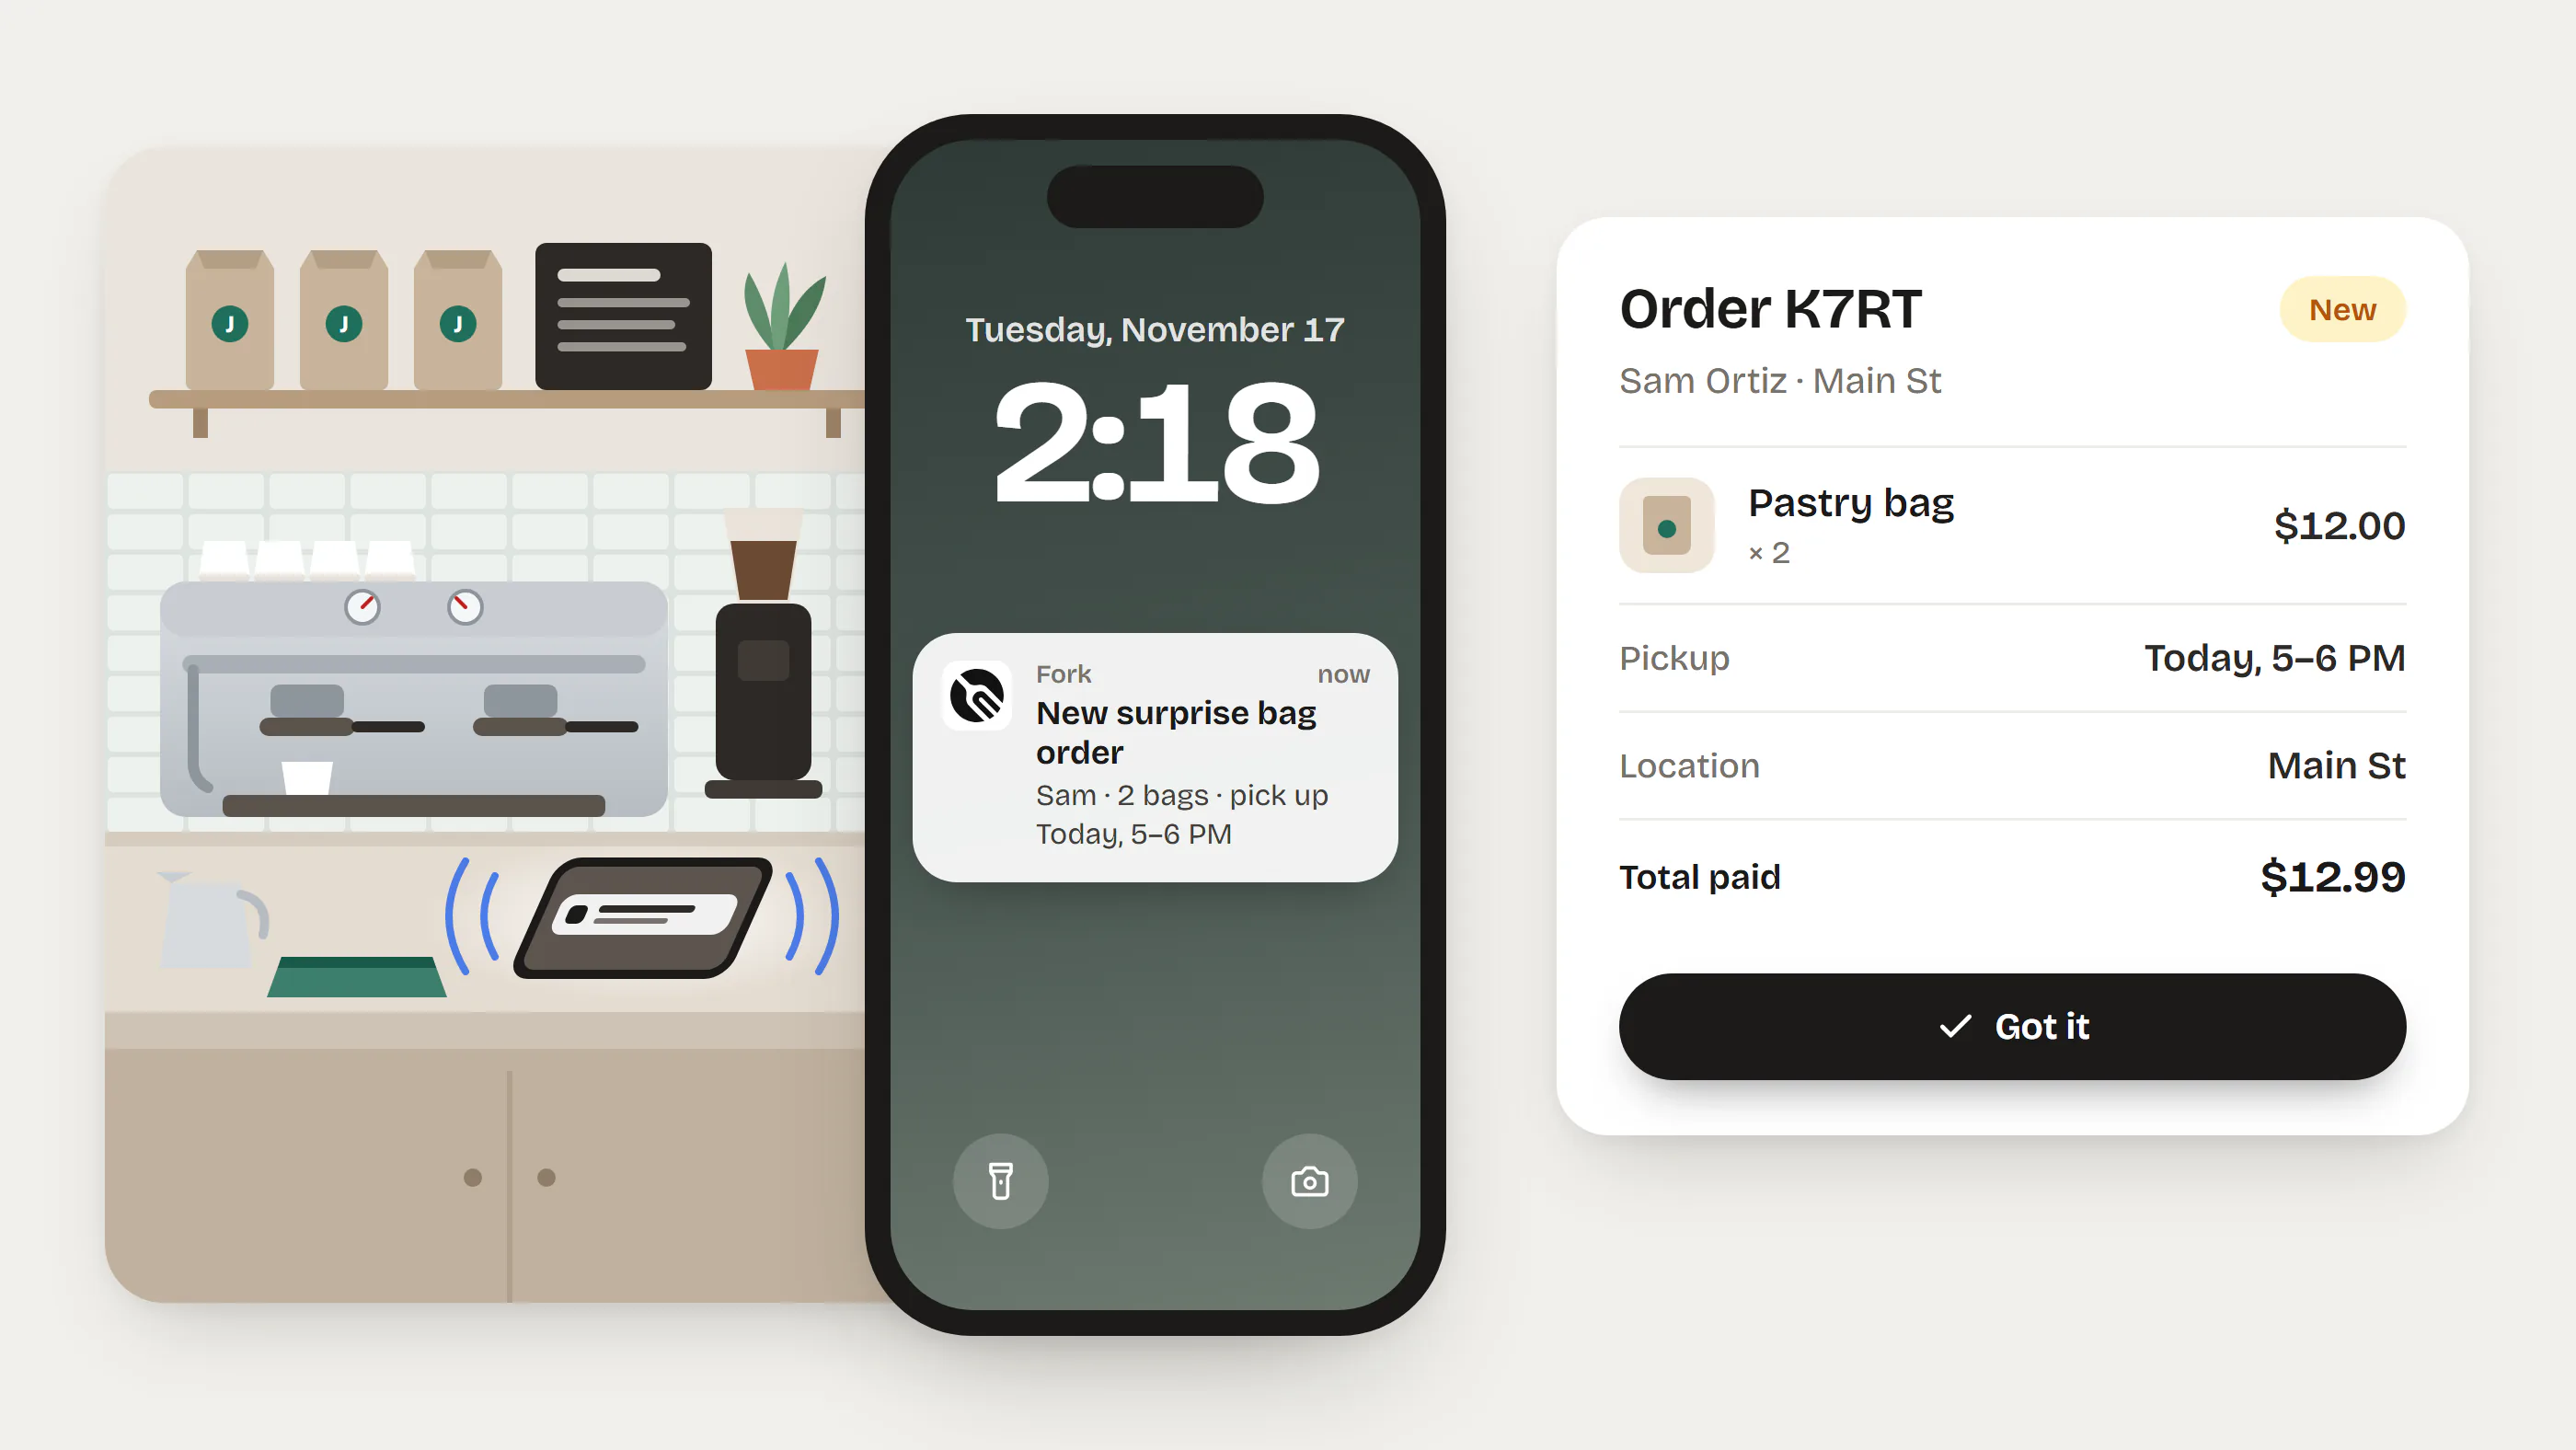 J
J
J
Tuesday, November 17
2:18
Fork
now
New surprise bag
order
Sam · 2 bags · pick up
Today, 5–6 PM
Order K7RT
New
Sam Ortiz · Main St
Pastry bag
× 2
$12.00
Pickup
Today, 5–6 PM
Location
Main St
Total paid
$12.99
Got it